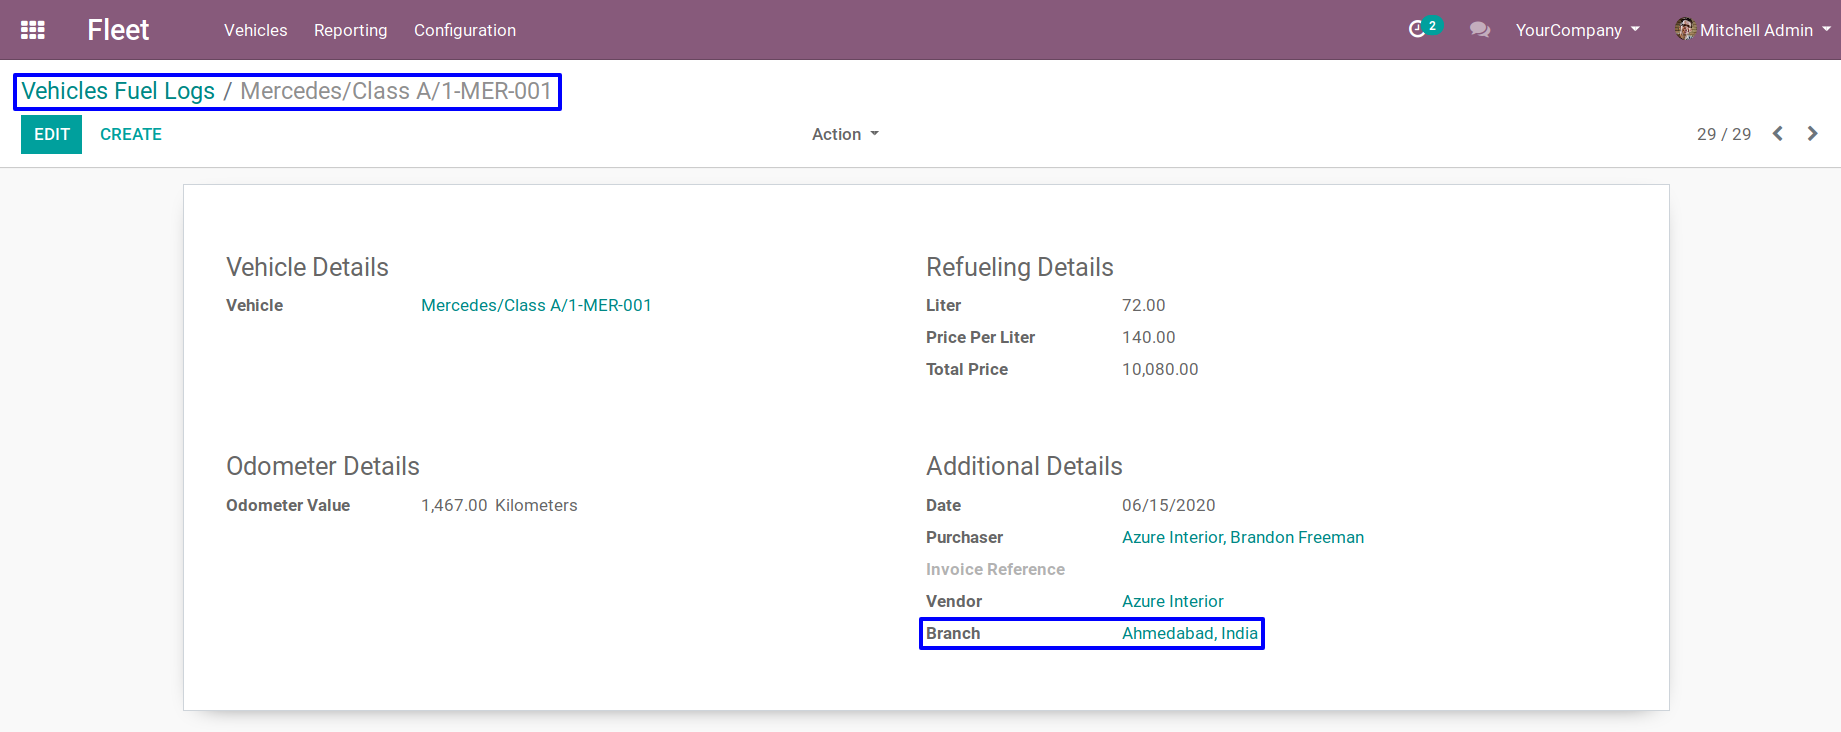 Fleet Vehicles Reporting Configuration 2 YourCompany Mitchell Admin
Vehicles Fuel Logs / Mercedes/Class A/1-MER-001
EDIT CREATE Action 29 / 29
Vehicle Details
Vehicle Mercedes/Class A/1-MER-001
Refueling Details
Liter 72.00
Price Per Liter 140.00
Total Price 10,080.00
Odometer Details
Odometer Value 1,467.00 Kilometers
Additional Details
Date 06/15/2020
Purchaser Azure Interior, Brandon Freeman
Invoice Reference
Vendor Azure Interior
Branch Ahmedabad, India